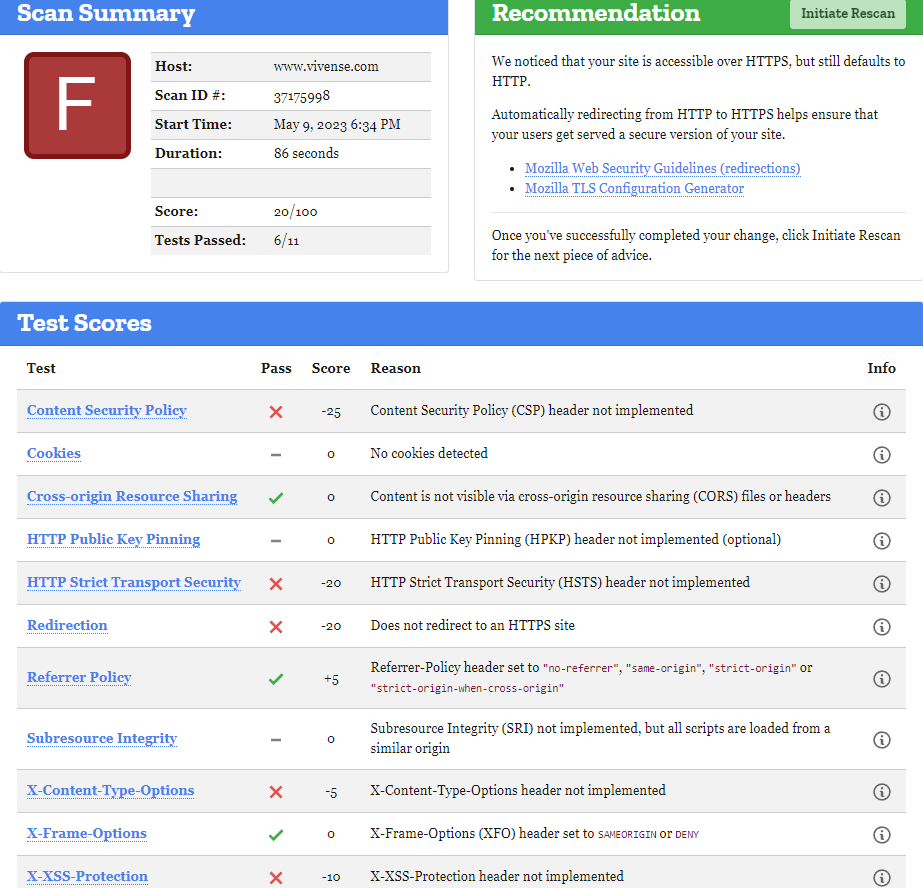 Scan Summary
F
Host: www.vivense.com
Scan ID #: 37175998
Start Time: May 9, 2023 6:34 PM
Duration: 86 seconds
Score: 20/100
Tests Passed: 6/11
Recommendation
Initiate Rescan
We noticed that your site is accessible over HTTPS, but still defaults to
HTTP.
Automatically redirecting from HTTP to HTTPS helps ensure that
your users get served a secure version of your site.
• Mozilla Web Security Guidelines (redirections)
• Mozilla TLS Configuration Generator
Once you've successfully completed your change, click Initiate Rescan
for the next piece of advice.
Test Scores
Test Pass Score Reason Info
Content Security Policy -25 Content Security Policy (CSP) header not implemented
Cookies – 0 No cookies detected
Cross-origin Resource Sharing 0 Content is not visible via cross-origin resource sharing (CORS) files or headers
HTTP Public Key Pinning – 0 HTTP Public Key Pinning (HPKP) header not implemented (optional)
HTTP Strict Transport Security -20 HTTP Strict Transport Security (HSTS) header not implemented
Redirection -20 Does not redirect to an HTTPS site
Referrer Policy +5 Referrer-Policy header set to "no-referrer", "same-origin", "strict-origin" or
"strict-origin-when-cross-origin"
Subresource Integrity – 0 Subresource Integrity (SRI) not implemented, but all scripts are loaded from a
similar origin
X-Content-Type-Options -5 X-Content-Type-Options header not implemented
X-Frame-Options 0 X-Frame-Options (XFO) header set to SAMEORIGIN or DENY
X-XSS-Protection -10 X-XSS-Protection header not implemented